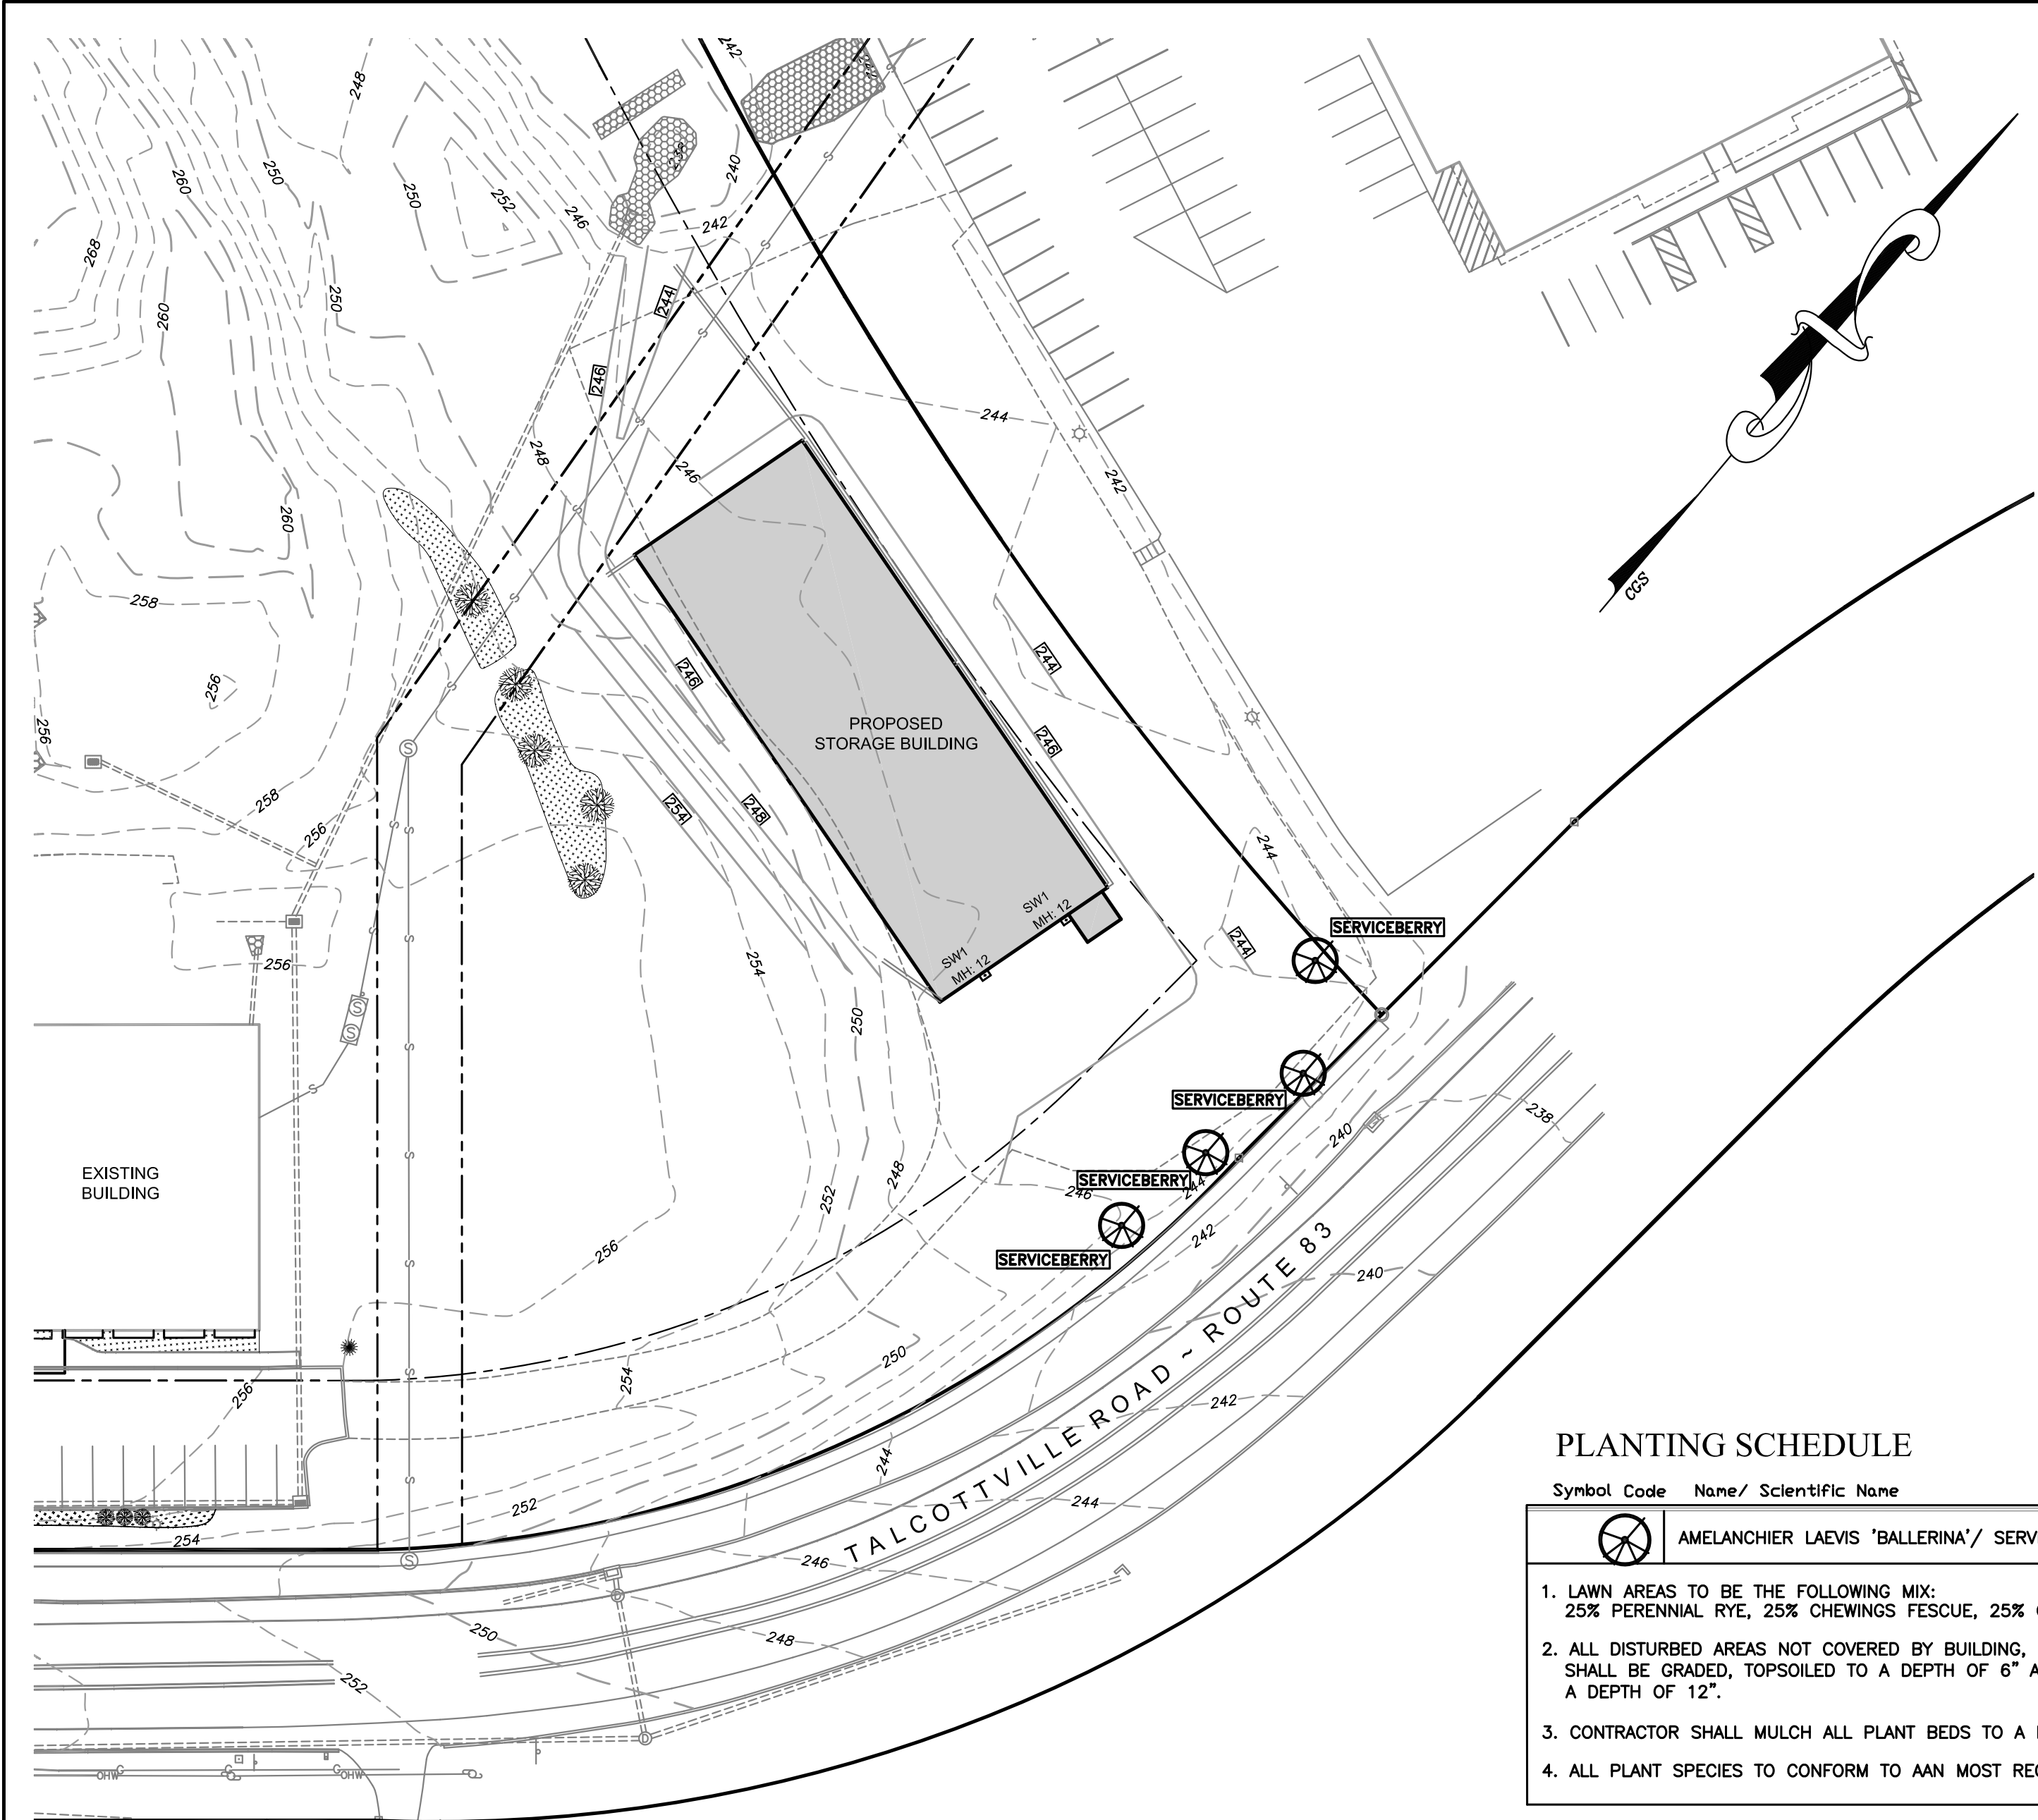 242
248
242
250
260
250
252
246
238
240
242
268
250
260
244
246
244
248
246
242
260
CGS
258
256
256
246
244
246
PROPOSED
STORAGE BUILDING
254
248
258
256
244
SW1
MH: 12
SW1
MH: 12
SERVICEBERRY
244
254
256
250
SERVICEBERRY
238
240
EXISTING
BUILDING
248
SERVICEBERRY
246
244
252
242
256
SERVICEBERRY
240
TALCOTTVILLE ROAD ~ ROUTE 83
250
254
256
242
244
252
244
254
246
250
248
252
OHW
OHW
PLANTING SCHEDULE
Symbol Code Name/ Scientific Name
AMELANCHIER LAEVIS 'BALLERINA'/ SERV
1. LAWN AREAS TO BE THE FOLLOWING MIX:
25% PERENNIAL RYE, 25% CHEWINGS FESCUE, 25%
2. ALL DISTURBED AREAS NOT COVERED BY BUILDING,
SHALL BE GRADED, TOPSOILED TO A DEPTH OF 6" A
A DEPTH OF 12".
3. CONTRACTOR SHALL MULCH ALL PLANT BEDS TO A
4. ALL PLANT SPECIES TO CONFORM TO AAN MOST REC